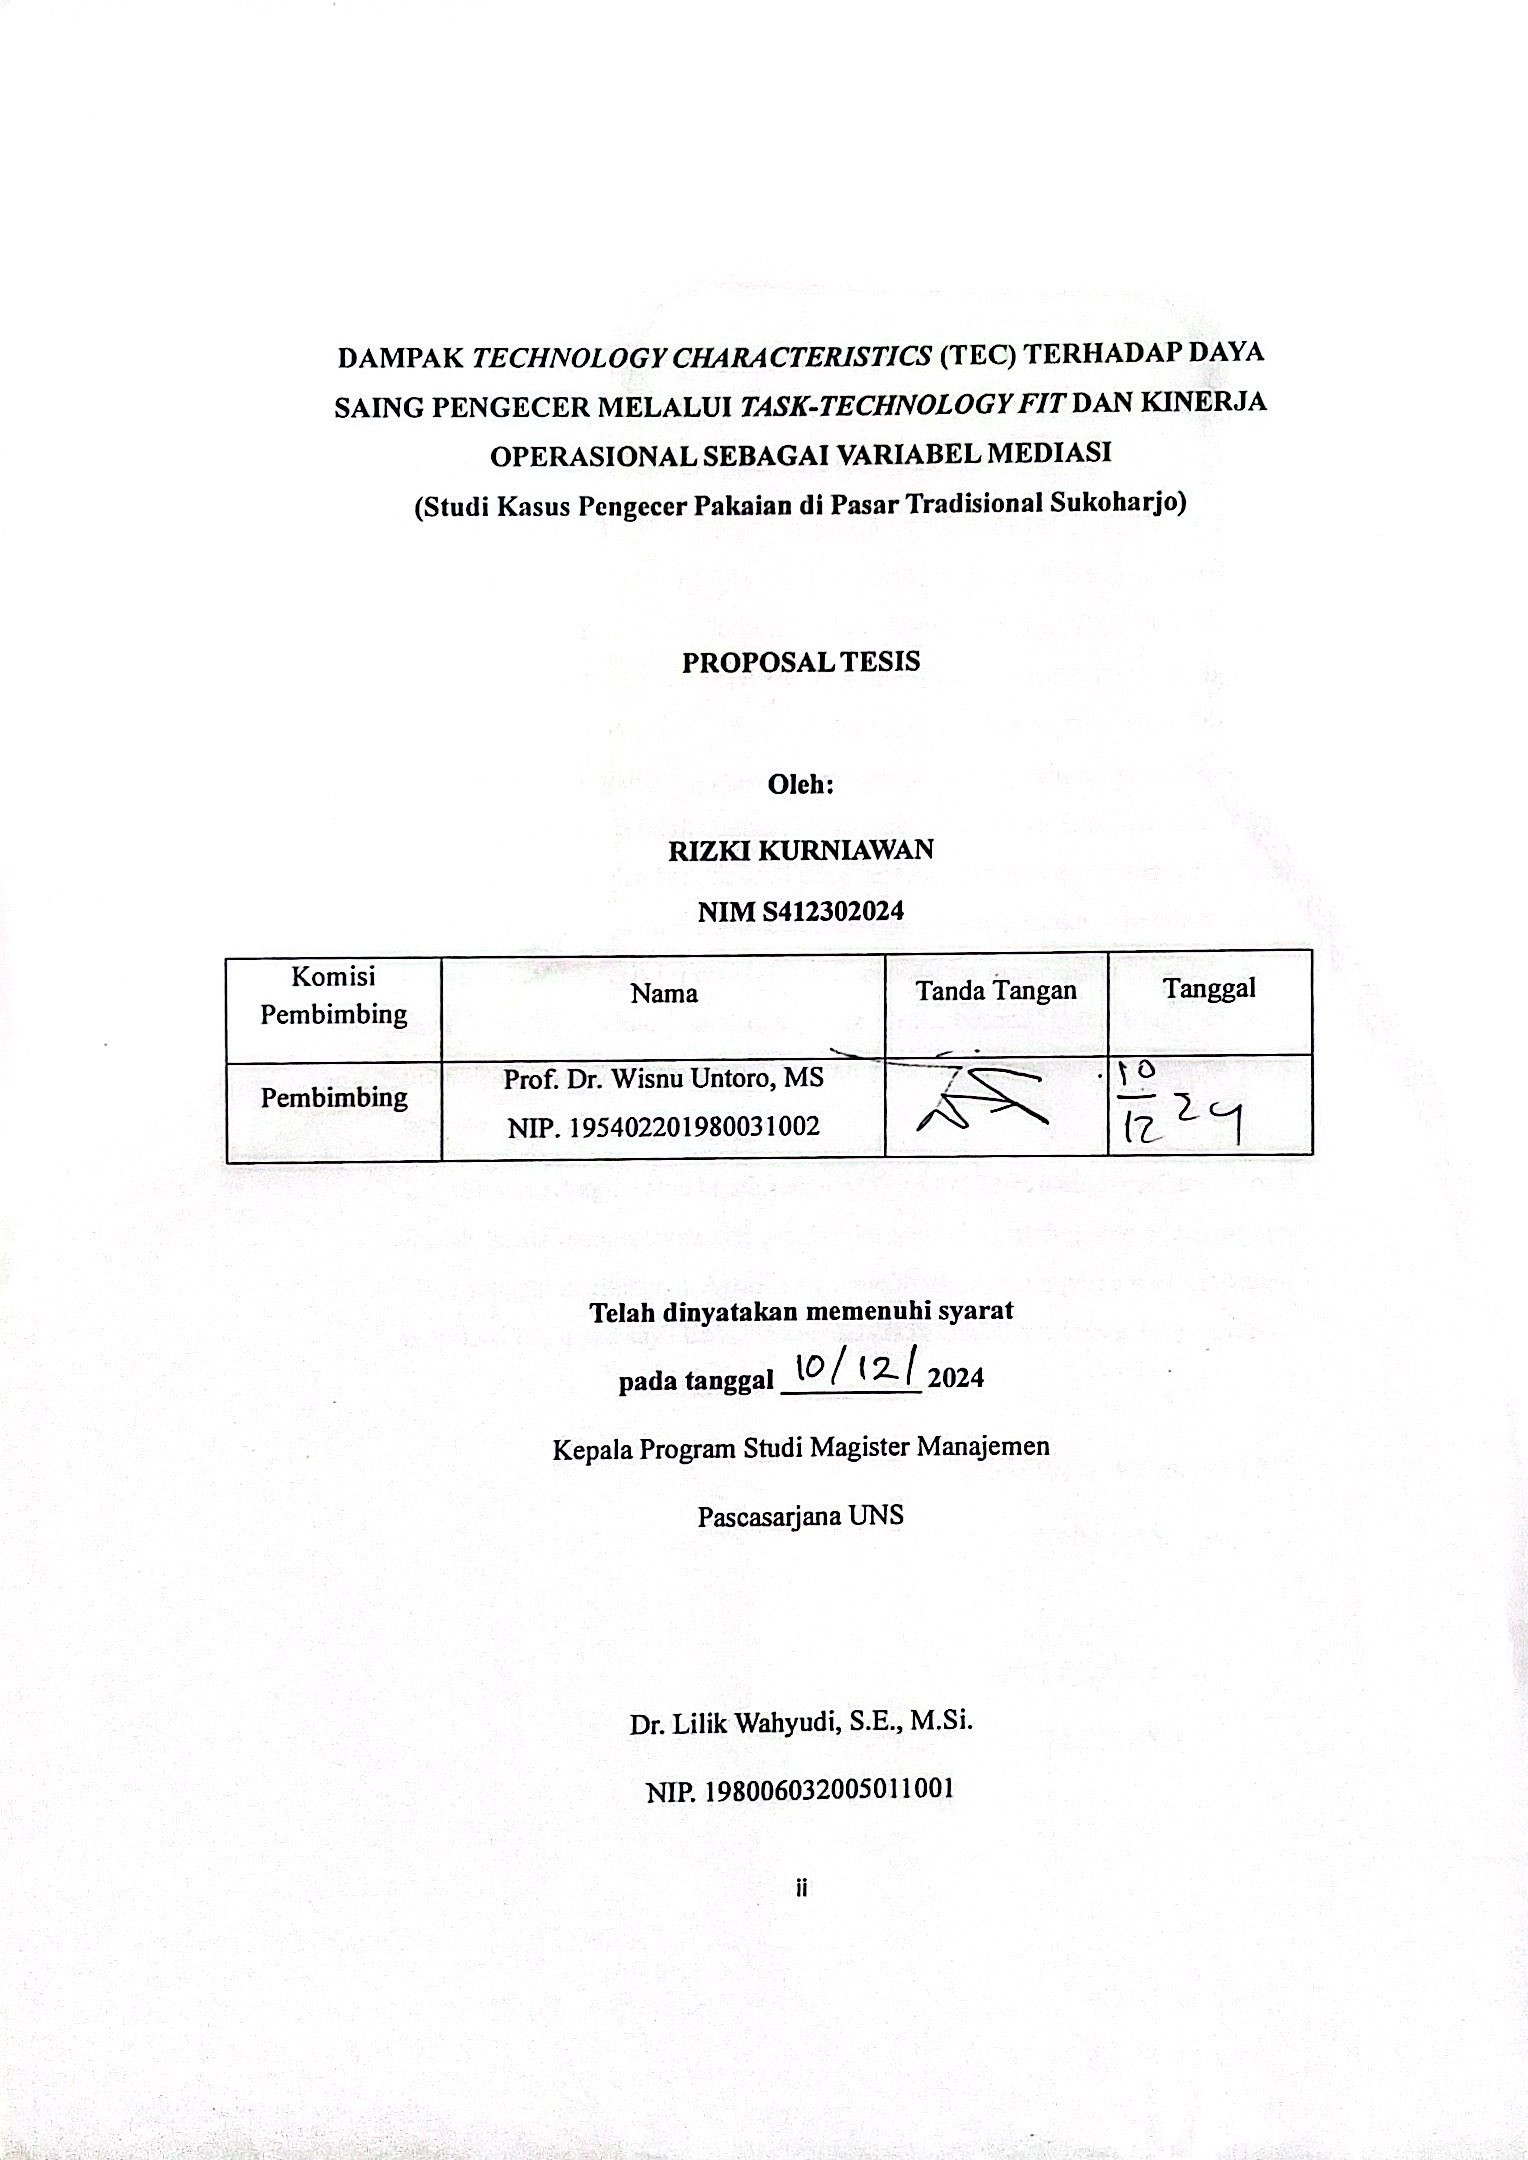 DAMPAK TECHNOLOGY CHARACTERISTICS (TEC) TERHADAP DAYA
SAING PENGECER MELALUI TASK-TECHNOLOGY FIT DAN KINERJA
OPERASIONAL SEBAGAI VARIABEL MEDIASI
(Studi Kasus Pengecer Pakaian di Pasar Tradisional Sukoharjo)
PROPOSAL TESIS
Oleh:
RIZKI KURNIAWAN
NIM S412302024
Komisi
Pembimbing
Nama
Tanda Tangan
Tanggal
Pembimbing
Prof. Dr. Wisnu Untoro, MS
NIP. 195402201980031002
10
12 24
Telah dinyatakan memenuhi syarat
pada tanggal 10/12/ 2024
Kepala Program Studi Magister Manajemen
Pascasarjana UNS
Dr. Lilik Wahyudi, S.E., M.Si.
NIP. 198006032005011001
ii